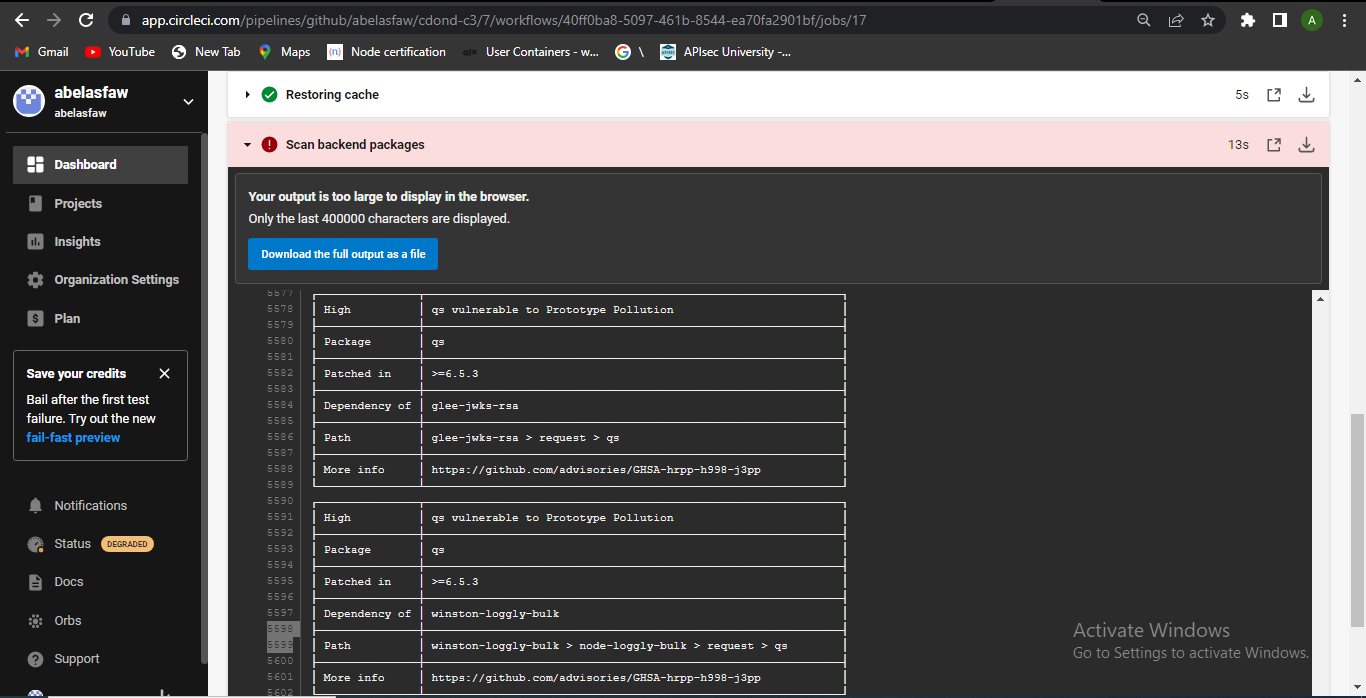 app.circleci.com/pipelines/github/abelasfaw/cdond-c3/7/workflows/40ff0ba8-5097-461b-8544-ea70fa2901bf/jobs/17
A
Gmail
YouTube
New Tab
Maps
Node certification
User Containers - w...
\
APIsec University -...
abelasfaw
abelasfaw
Dashboard
Projects
Insights
Organization Settings
Plan
Save your credits
Bail after the first test
failure. Try out the new
fail-fast preview
Notifications
Status DEGRADED
Docs
Orbs
Support
Restoring cache 5s
Scan backend packages 13s
Your output is too large to display in the browser.
Only the last 400000 characters are displayed.
Download the full output as a file
5577
5578 High qs vulnerable to Prototype Pollution
5579
5580 Package qs
5581
5582 Patched in >=6.5.3
5583
5584 Dependency of glee-jwks-rsa
5585
5586 Path glee-jwks-rsa > request > qs
5587
5588 More info https://github.com/advisories/GHSA-hrpp-h998-j3pp
5589
5590
5591 High qs vulnerable to Prototype Pollution
5592
5593 Package qs
5594
5595 Patched in >=6.5.3
5596
5597 Dependency of winston-loggly-bulk
5598
5599 Path winston-loggly-bulk > node-loggly-bulk > request > qs
5600
5601 More info https://github.com/advisories/GHSA-hrpp-h998-j3pp
5602
Activate Windows
Go to Settings to activate Windows.